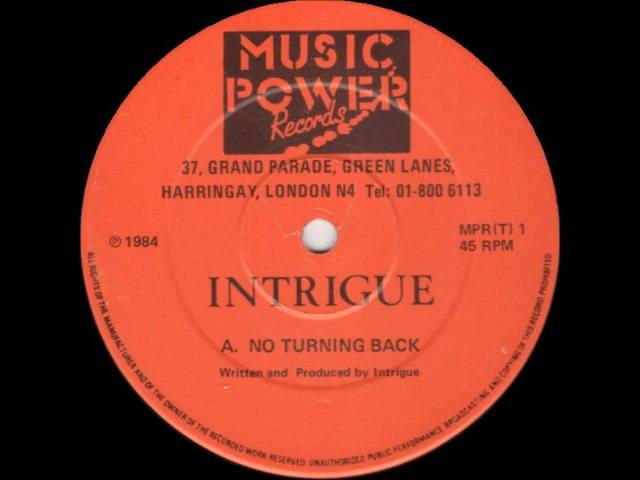 MUSIC
POWER
Records
37, GRAND PARADE, GREEN LANES,
HARRINGAY, LONDON N4 Tel: 01-800 6113
℗ 1984
MPR(T) 1
45 RPM
INTRIGUE
A. NO TURNING BACK
Written and Produced by Intrigue
ALL RIGHTS OF THE MANUFACTURER AND OF THE OWNER OF THE RECORDED WORK RESERVED UNAUTHORISED PUBLIC PERFORMANCE BROADCASTING AND COPYING OF THIS RECORD PROHIBITED